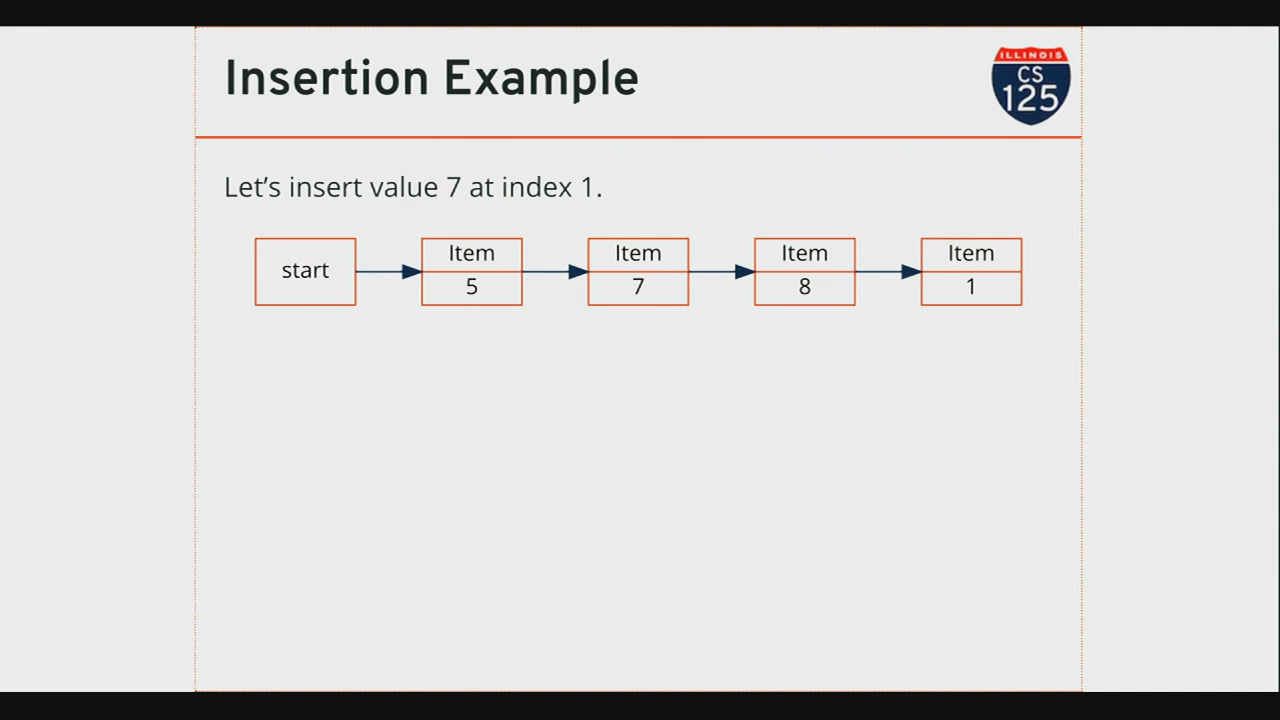 Insertion Example
ILLINOIS
CS
125
Let's insert value 7 at index 1.
start
Item
5
Item
7
Item
8
Item
1